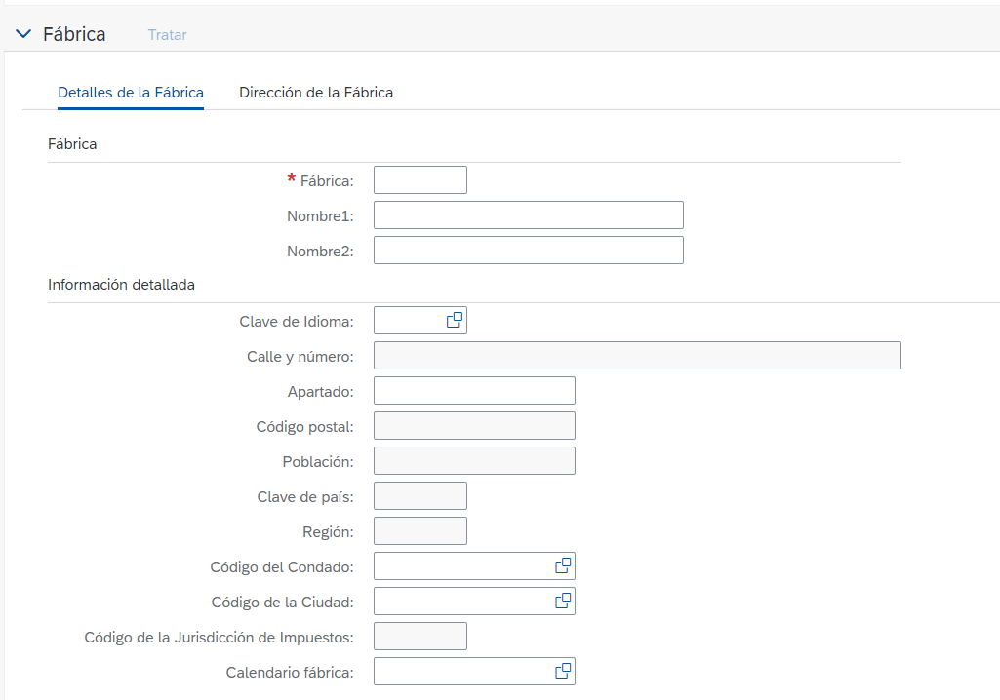 Fábrica Tratar
Detalles de la Fábrica Dirección de la Fábrica
Fábrica
* Fábrica:
Nombre1:
Nombre2:
Información detallada
Clave de Idioma:
Calle y número:
Apartado:
Código postal:
Población:
Clave de país:
Región:
Código del Condado:
Código de la Ciudad:
Código de la Jurisdicción de Impuestos:
Calendario fábrica: